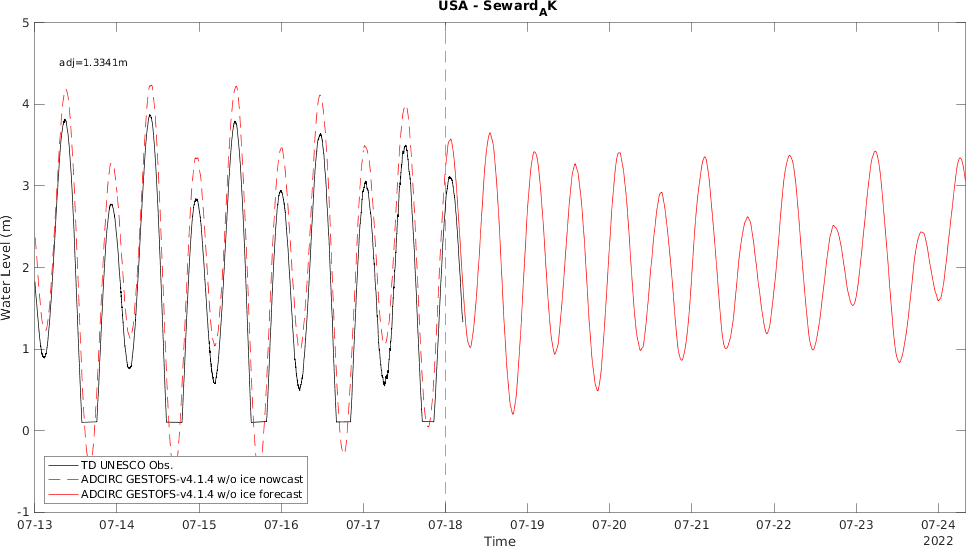 USA - Seward_AK
5
adj=1.3341m
4
3
2
1
0
-1
Water Level (m)
TD UNESCO Obs.
ADCIRC GESTOFS-v4.1.4 w/o ice nowcast
ADCIRC GESTOFS-v4.1.4 w/o ice forecast
07-13 07-14 07-15 07-16 07-17 07-18 07-19 07-20 07-21 07-22 07-23 07-24
Time
2022